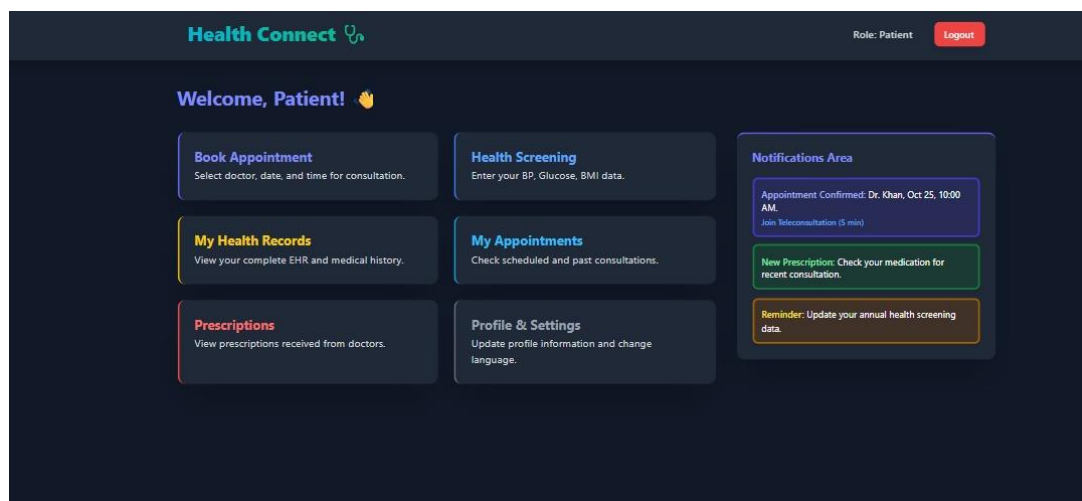 Health Connect
Role: Patient
Logout
Welcome, Patient!
Book Appointment
Select doctor, date, and time for consultation.
Health Screening
Enter your BP, Glucose, BMI data.
My Health Records
View your complete EHR and medical history.
My Appointments
Check scheduled and past consultations.
Prescriptions
View prescriptions received from doctors.
Profile & Settings
Update profile information and change
language.
Notifications Area
Appointment Confirmed: Dr. Khan, Oct 25, 10:00
AM.
Join Teleconsultation (5 min)
New Prescription: Check your medication for
recent consultation.
Reminder: Update your annual health screening
data.